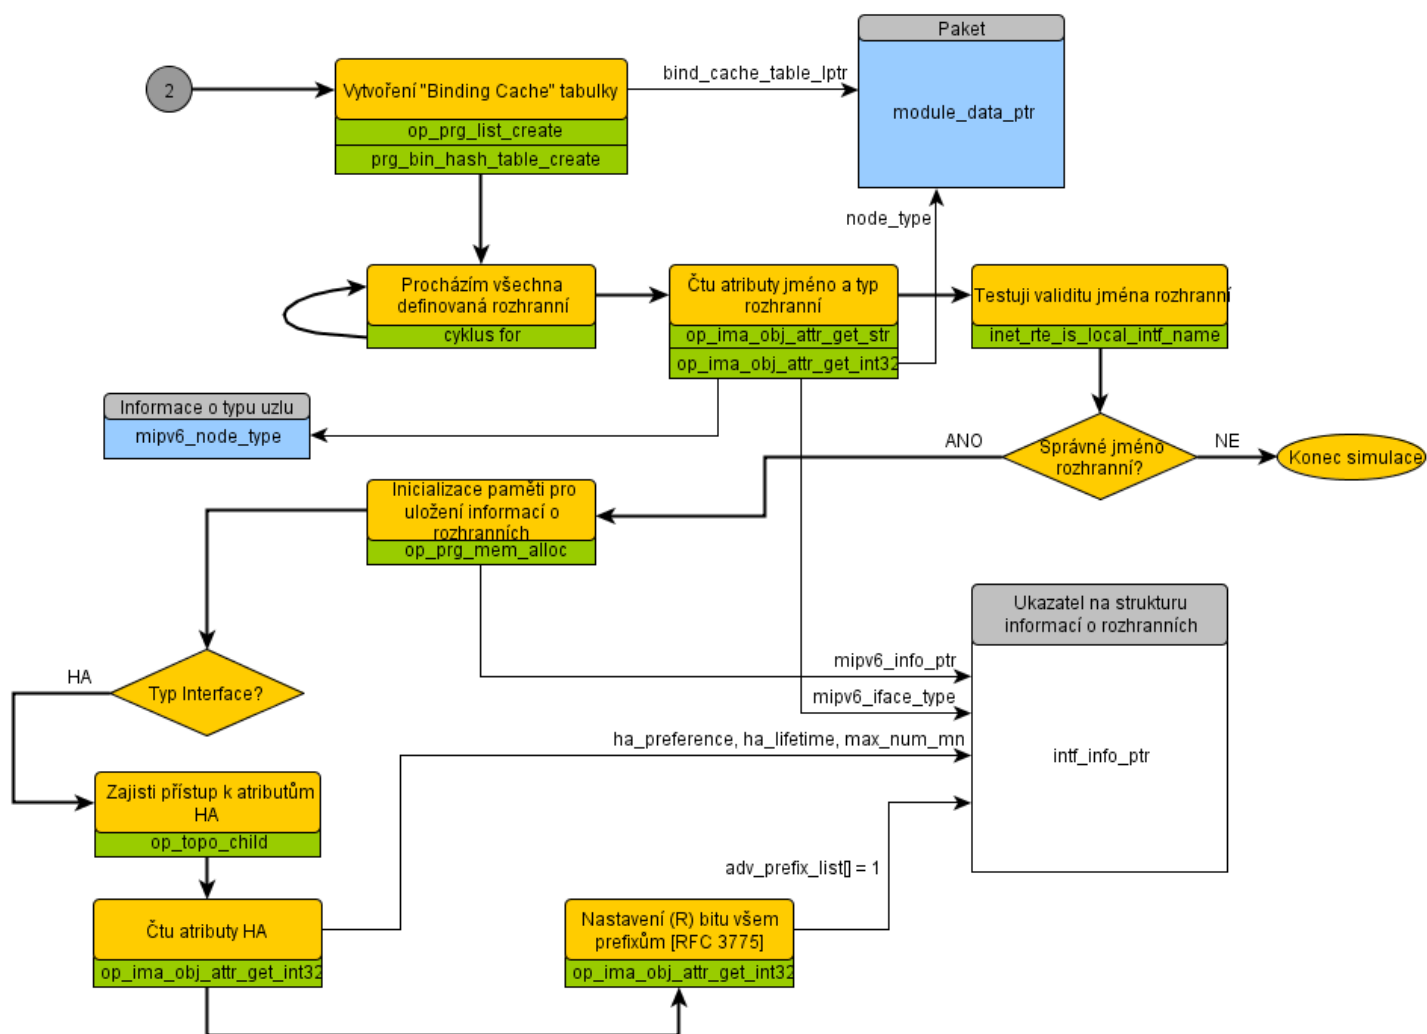 Paket
2
Vytvoření "Binding Cache" tabulky
bind_cache_table_lptr
module_data_ptr
op_prg_list_create
prg_bin_hash_table_create
node_type
Procházím všechna
definovaná rozhranní
cyklus for
Čtu atributy jméno a typ
rozhranní
op_ima_obj_attr_get_str
op_ima_obj_attr_get_int32
Testuji validitu jména rozhranní
inet_rte_is_local_intf_name
Informace o typu uzlu
mipv6_node_type
ANO
Správné jméno
rozhranní?
NE
Konec simulace
Inicializace paměti pro
uložení informací o
rozhranních
op_prg_mem_alloc
Ukazatel na strukturu
informací o rozhranních
intf_info_ptr
mipv6_info_ptr
mipv6_iface_type
HA
Typ Interface?
ha_preference, ha_lifetime, max_num_mn
Zajisti přístup k atributům
HA
op_topo_child
adv_prefix_list[] = 1
Čtu atributy HA
op_ima_obj_attr_get_int32
Nastavení (R) bitu všem
prefixům [RFC 3775]
op_ima_obj_attr_get_int32